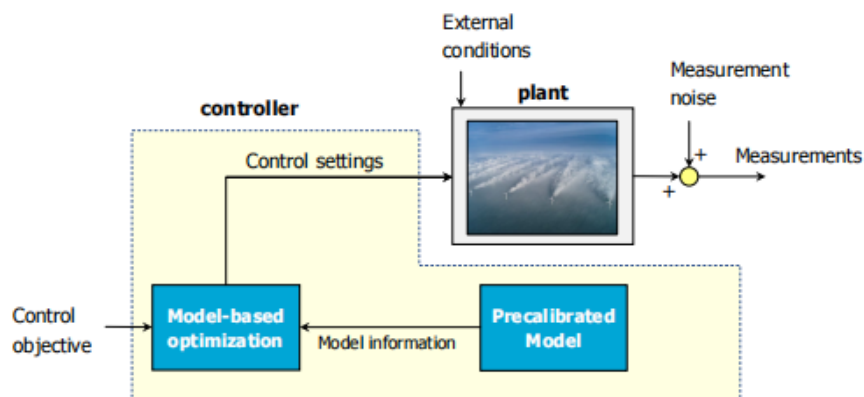 External
conditions
Measurement
noise
plant
controller
Control settings
+
Measurements
+
Control
objective
Model-based
optimization
Model information
Precalibrated
Model